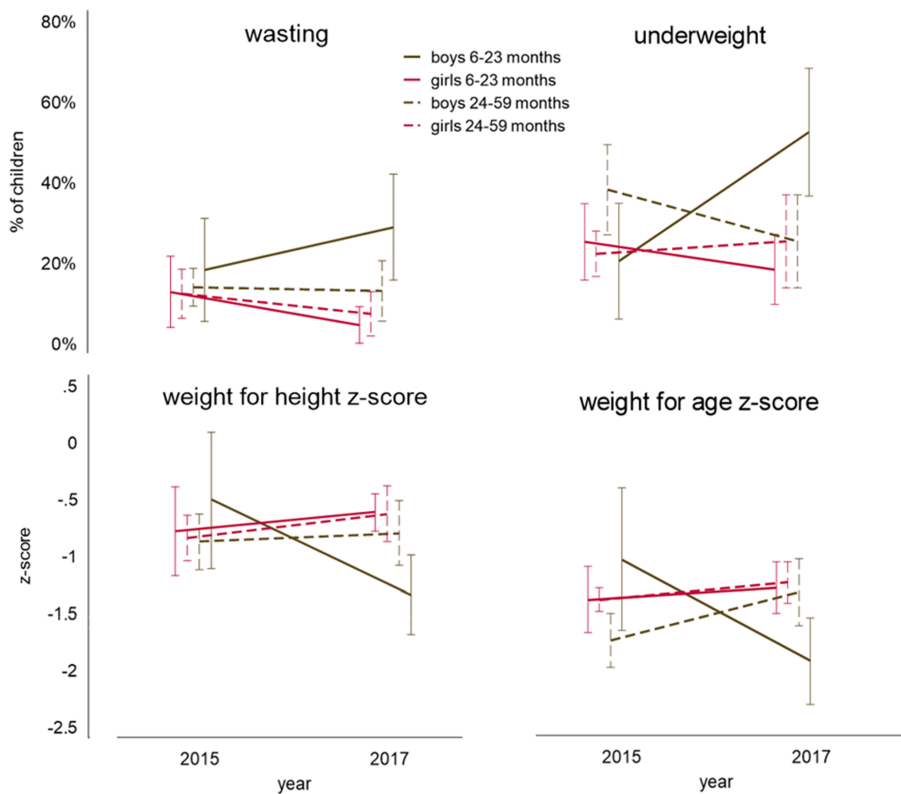 80%
60%
40%
20%
0%
% of children
wasting
underweight
boys 6-23 months
girls 6-23 months
boys 24-59 months
girls 24-59 months
.5
0
-.5
-1
-1.5
-2
-2.5
z-score
weight for height z-score
weight for age z-score
2015
2017
year
2015
2017
year